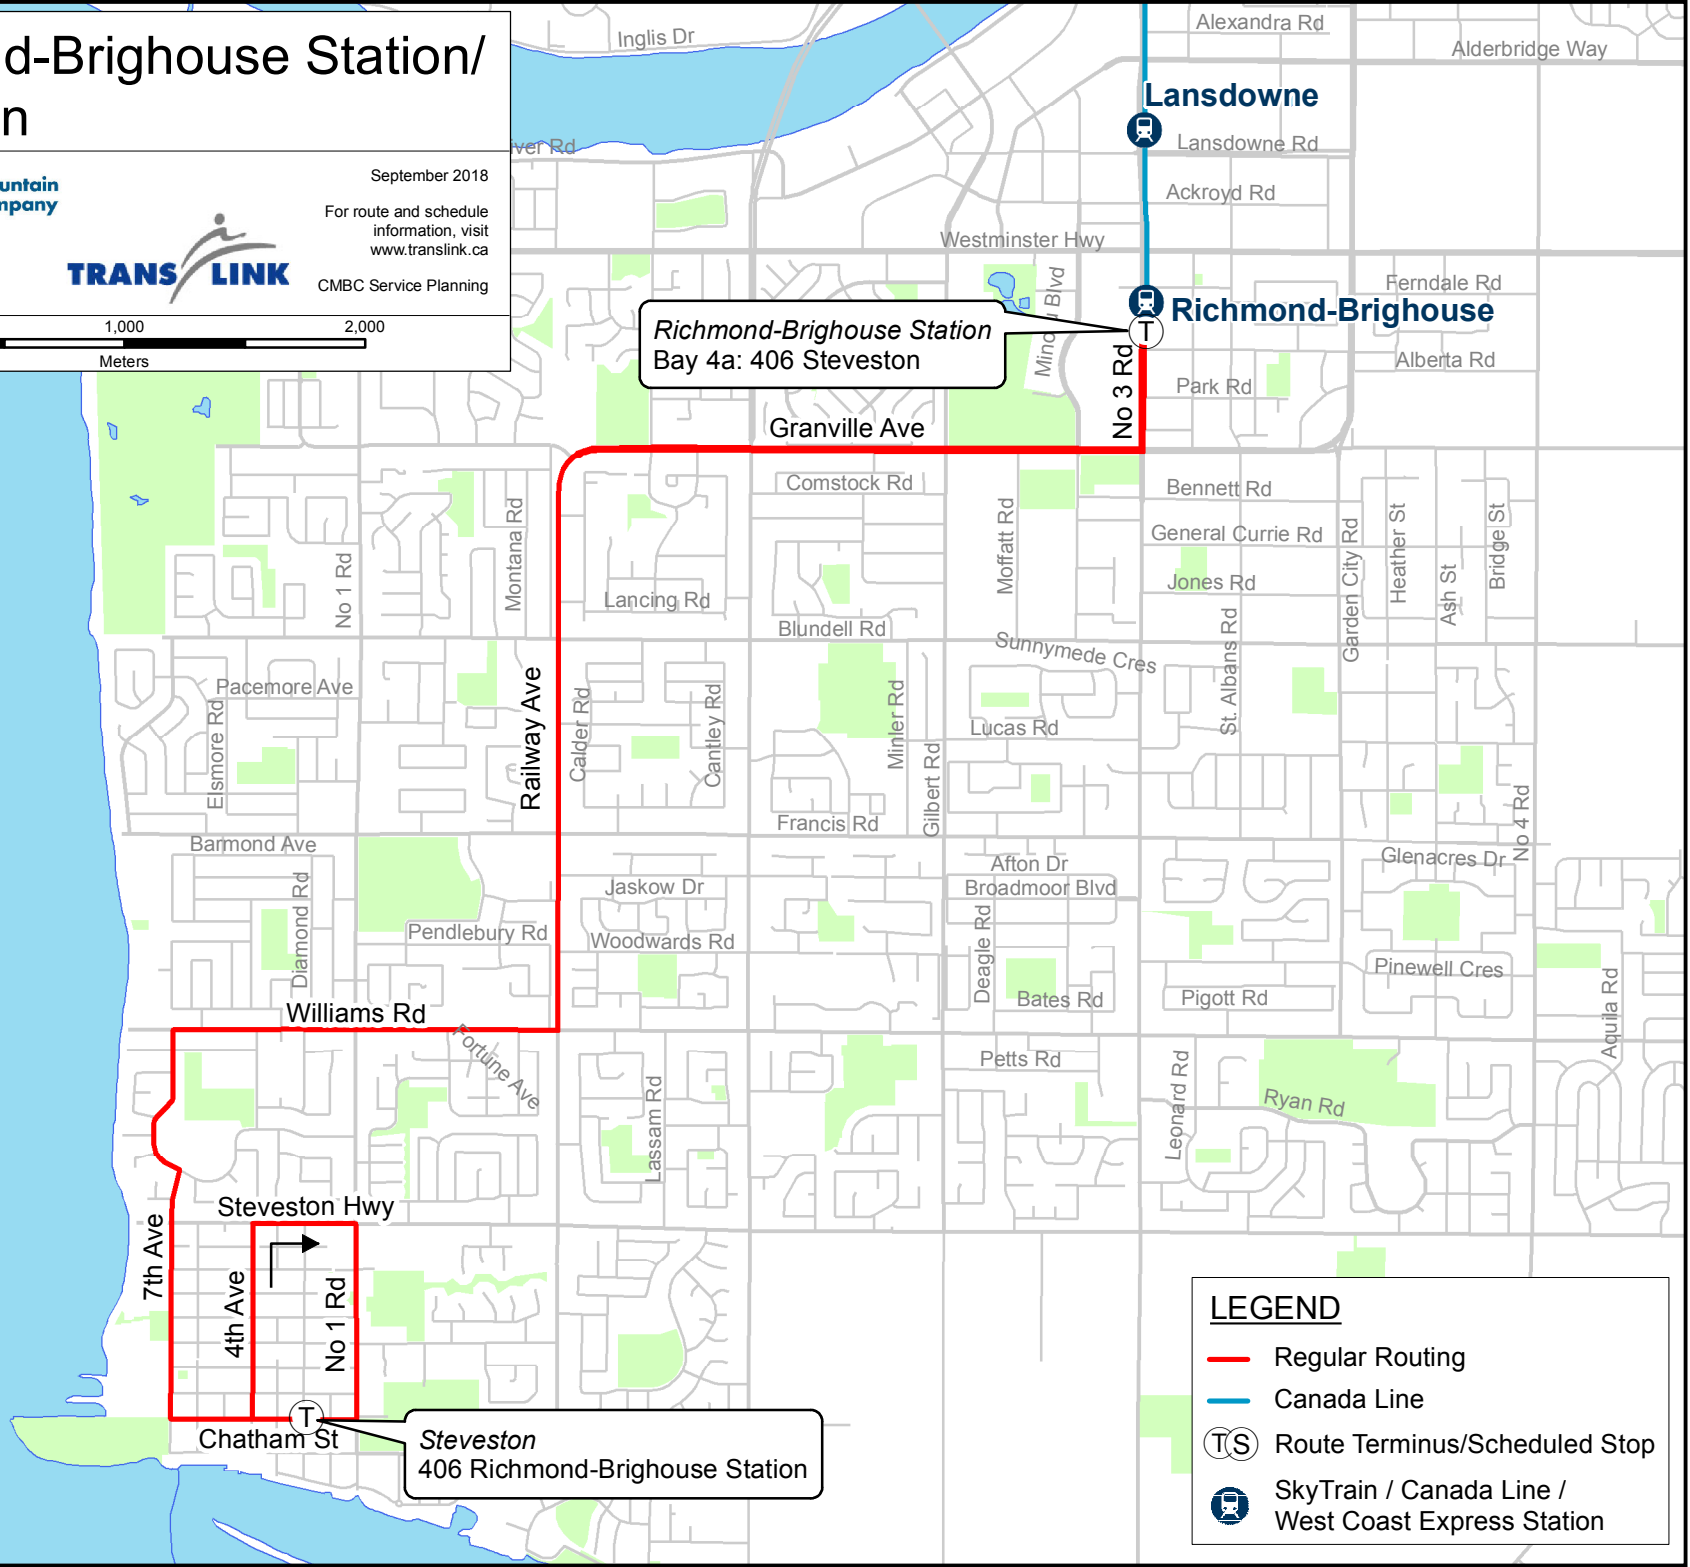 d-Brighouse Station/
n
untain
mpany
September 2018
For route and schedule
information, visit
www.translink.ca
CMBC Service Planning
TRANS LINK
1,000
2,000
Meters
Inglis Dr
Alexandra Rd
Alderbridge Way
Lansdowne
iver Rd
Lansdowne Rd
Ackroyd Rd
Westminster Hwy
Ferndale Rd
Minoru Blvd
Richmond-Brighouse
Richmond-Brighouse Station
Bay 4a: 406 Steveston
T
No 3 Rd
Alberta Rd
Park Rd
Granville Ave
Comstock Rd
Bennett Rd
Moffatt Rd
General Currie Rd
Garden City Rd
Heather St
Ash St
Bridge St
Montana Rd
No 1 Rd
Jones Rd
Lancing Rd
Blundell Rd
Sunnymede Cres
St. Albans Rd
Pacemore Ave
Elsmore Rd
Railway Ave
Calder Rd
Cantley Rd
Minler Rd
Gilbert Rd
Lucas Rd
No 4 Rd
Francis Rd
Barmond Ave
Afton Dr
Glenacres Dr
Diamond Rd
Jaskow Dr
Broadmoor Blvd
Deagle Rd
Pendlebury Rd
Woodwards Rd
Pinewell Cres
Bates Rd
Pigott Rd
Aquila Rd
Williams Rd
Fortune Ave
Petts Rd
Lassam Rd
Leonard Rd
Ryan Rd
Steveston Hwy
7th Ave
4th Ave
No 1 Rd
T
Chatham St
Steveston
406 Richmond-Brighouse Station
LEGEND
Regular Routing
Canada Line
TS Route Terminus/Scheduled Stop
SkyTrain / Canada Line /
West Coast Express Station